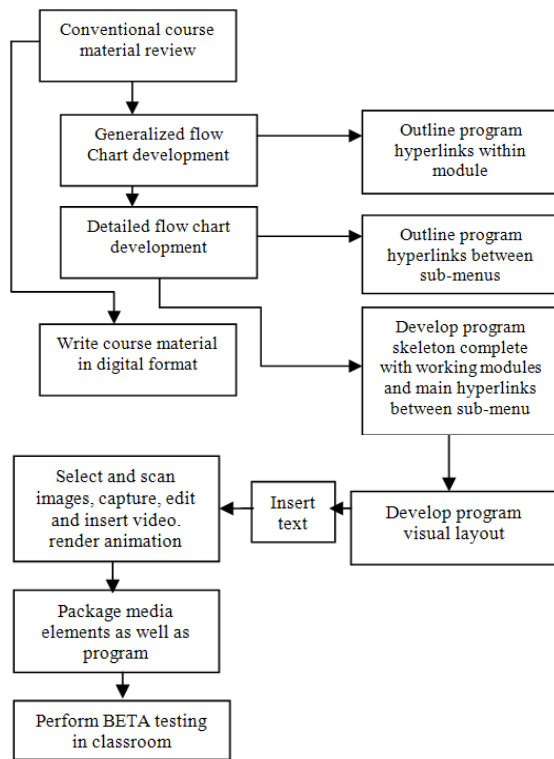 Conventional course
material review
Generalized flow
Chart development
Outline program
hyperlinks within
module
Detailed flow chart
development
Outline program
hyperlinks between
sub-menus
Write course material
in digital format
Develop program
skeleton complete
with working modules
and main hyperlinks
between sub-menu
Select and scan
images, capture, edit
and insert video.
render animation
Insert
text
Develop program
visual layout
Package media
elements as well as
program
Perform BETA testing
in classroom